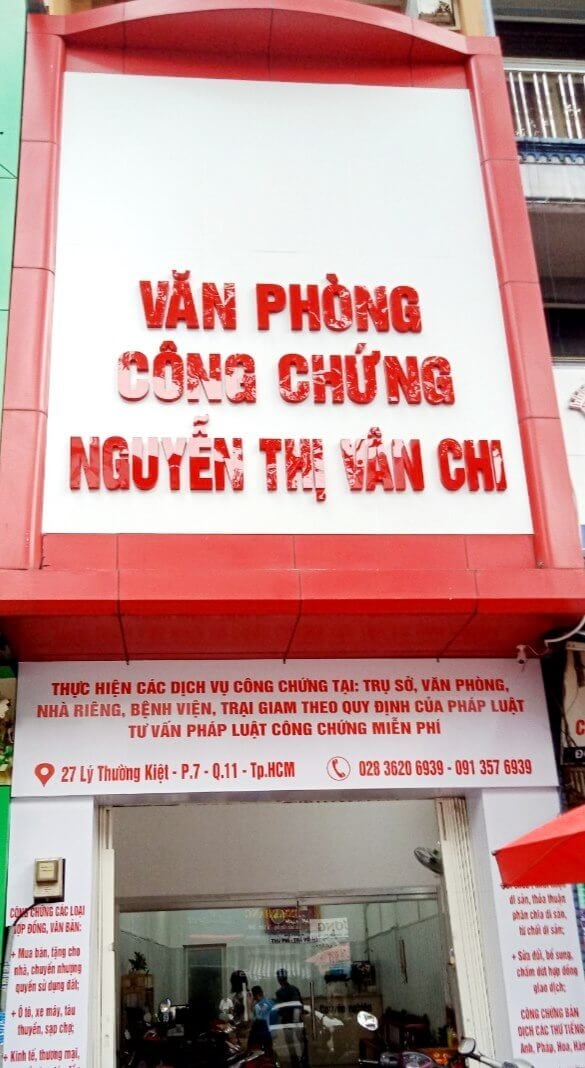 VĂN PHÒNG
CÔNG CHỨNG
NGUYỄN THỊ VÂN CHI
THỰC HIỆN CÁC DỊCH VỤ CÔNG CHỨNG TẠI: TRỤ SỞ, VĂN PHÒNG,
NHÀ RIÊNG, BỆNH VIỆN, TRẠI GIAM THEO QUY ĐỊNH CỦA PHÁP LUẬT
TƯ VẤN PHÁP LUẬT CÔNG CHỨNG MIỄN PHÍ
27 Lý Thường Kiệt - P.7 - Q.11 - Tp.HCM
028 3620 6939 - 091 357 6939
CÔNG CHỨNG CÁC LOẠI
HỢP ĐỒNG, VĂN BẢN:
+ Mua bán, tặng cho
nhà, chuyển nhượng
quyền sử dụng đất;
+ Ô tô, xe máy, tàu
thuyền, sạp chợ;
+ Kinh tế, thương mại,
di sản, thỏa thuận
phân chia di sản,
từ chối di sản;
+ Sửa đổi, bổ sung,
chấm dứt hợp đồng
giao dịch;
CÔNG CHỨNG BẢN
DỊCH CÁC THỨ TIẾNG:
Anh, Pháp, Hoa, Hàn